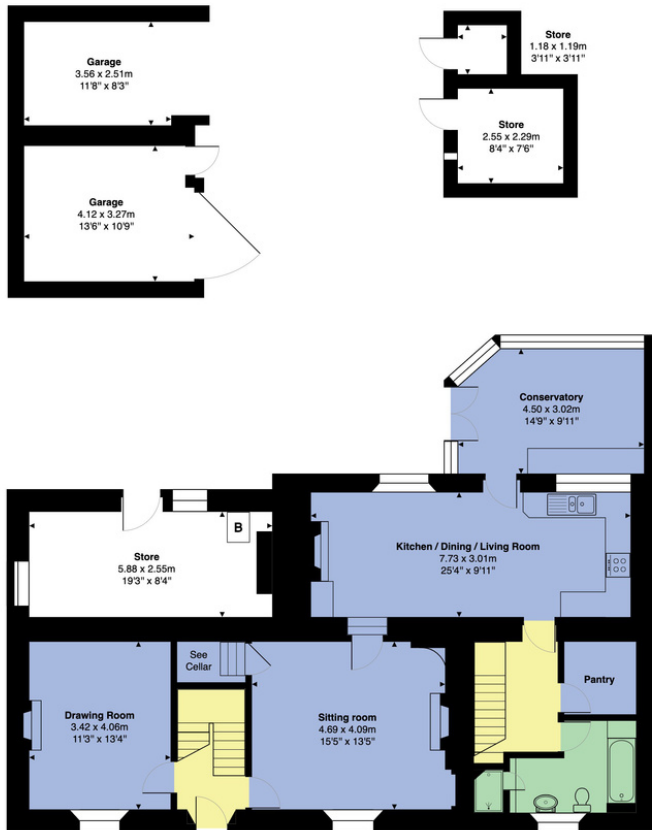 Garage
3.56 x 2.51m
11'8" x 8'3"
Store
1.18 x 1.19m
3'11" x 3'11"
Store
2.55 x 2.29m
8'4" x 7'6"
Garage
4.12 x 3.27m
13'6" x 10'9"
Conservatory
4.50 x 3.02m
14'9" x 9'11"
B
Store
5.88 x 2.55m
19'3" x 8'4"
Kitchen / Dining / Living Room
7.73 x 3.01m
25'4" x 9'11"
See
Cellar
Pantry
Drawing Room
3.42 x 4.06m
11'3" x 13'4"
Sitting room
4.69 x 4.09m
15'5" x 13'5"